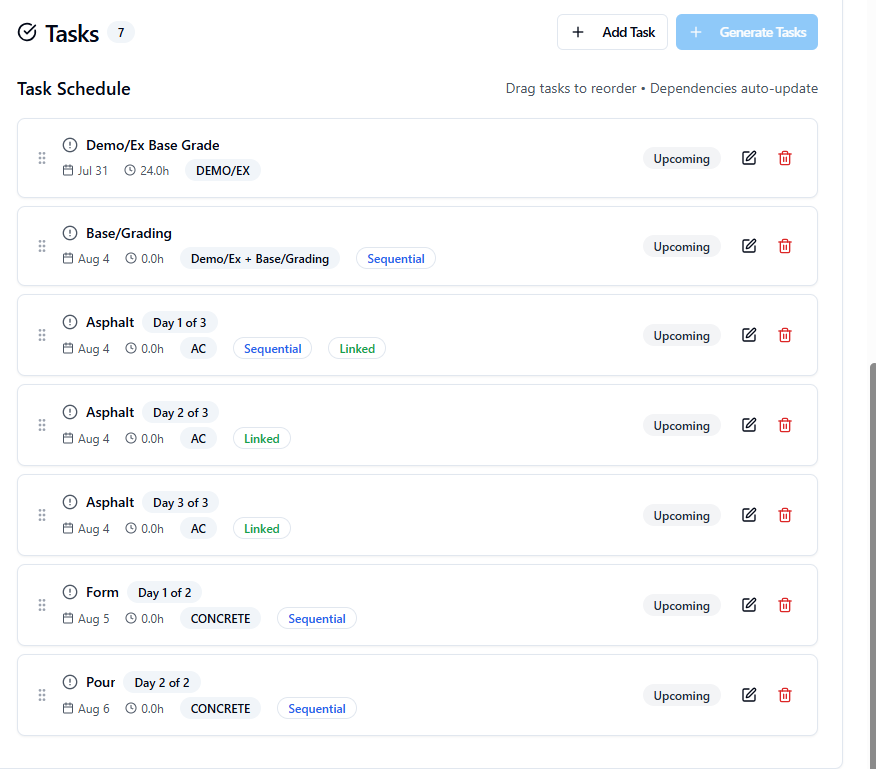 Tasks 7 Add Task Generate Tasks
Task Schedule Drag tasks to reorder • Dependencies auto-update
Demo/Ex Base Grade
Jul 31 24.0h DEMO/EX Upcoming
Base/Grading
Aug 4 0.0h Demo/Ex + Base/Grading Sequential Upcoming
Asphalt Day 1 of 3
Aug 4 0.0h AC Sequential Linked Upcoming
Asphalt Day 2 of 3
Aug 4 0.0h AC Linked Upcoming
Asphalt Day 3 of 3
Aug 4 0.0h AC Linked Upcoming
Form Day 1 of 2
Aug 5 0.0h CONCRETE Sequential Upcoming
Pour Day 2 of 2
Aug 6 0.0h CONCRETE Sequential Upcoming